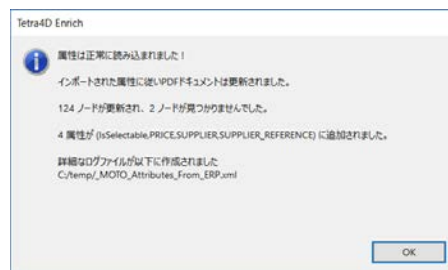 Tetra4D Enrich
属性は正常に読み込まれました！
インポートされた属性に従いPDFドキュメントは更新されました。
124 ノードが更新され、2 ノードが見つかりませんでした。
4 属性が (IsSelectable,PRICE,SUPPLIER,SUPPLIER_REFERENCE) に追加されました。
詳細なログファイルが以下に作成されました
C:/temp/_MOTO_Attributes_From_ERP.xml
OK